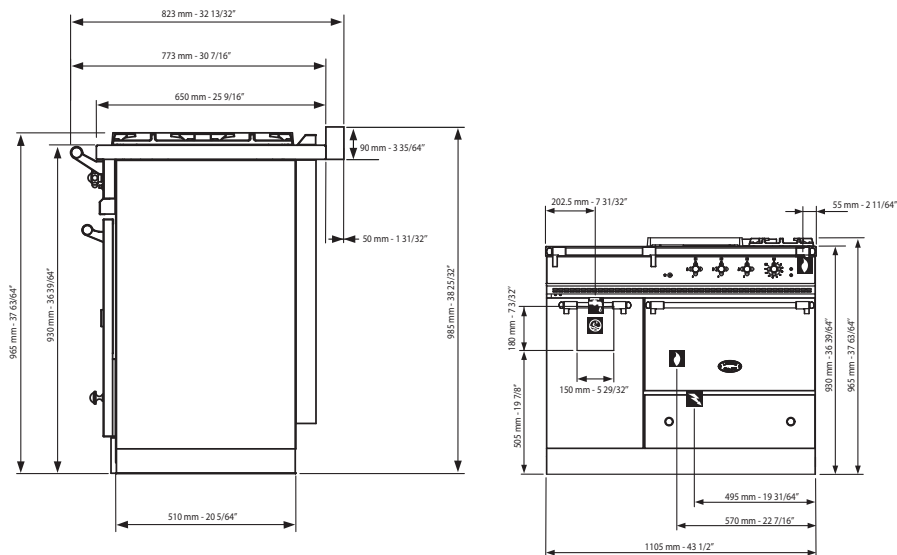 823 mm - 32 13/32"
773 mm - 30 7/16"
650 mm - 25 9/16"
90 mm - 3 35/64"
50 mm - 1 31/32"
965 mm - 37 63/64"
930 mm - 36 39/64"
985 mm - 38 25/32"
510 mm - 20 5/64"
202.5 mm - 7 31/32"
55 mm - 2 11/64"
180 mm - 7 3/32"
150 mm - 5 29/32"
505 mm - 19 7/8"
930 mm - 36 39/64"
965 mm - 37 63/64"
495 mm - 19 31/64"
570 mm - 22 7/16"
1105 mm - 43 1/2"